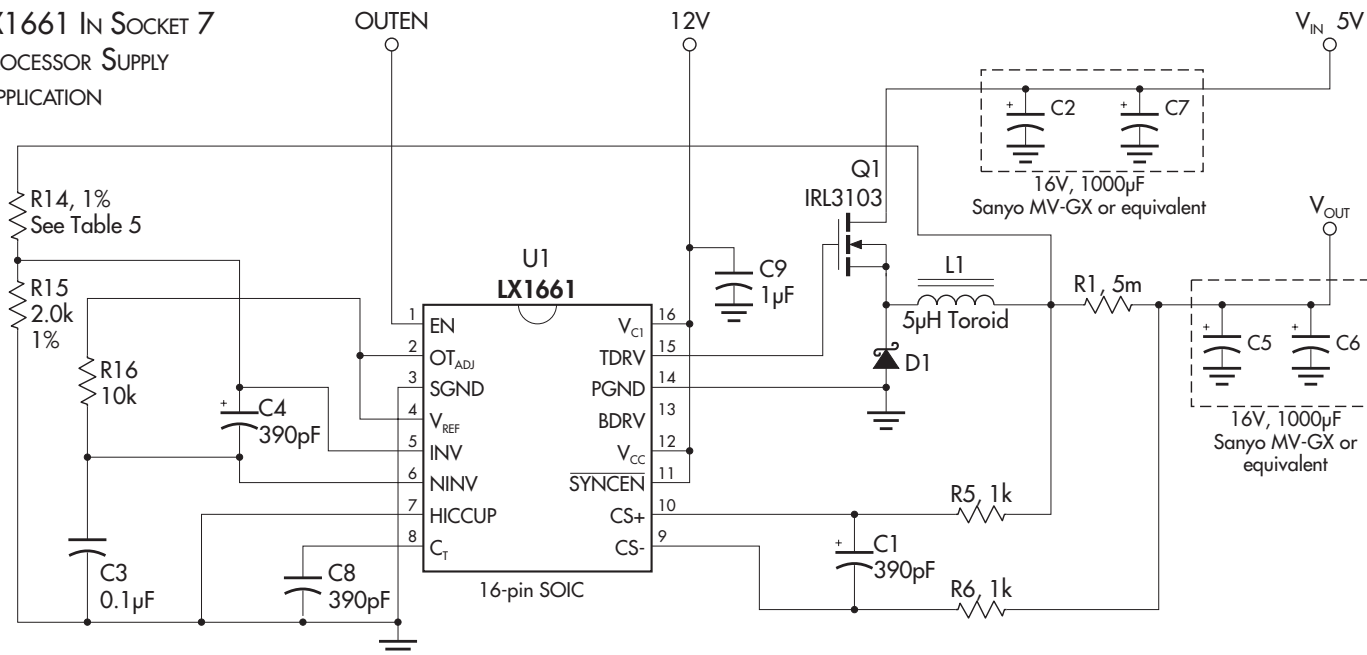 X1661 IN SOCKET 7
OCESSOR SUPPLY
PPLICATION
OUTEN
12V
V_IN 5V
+ C2
+ C7
16V, 1000µF
Sanyo MV-GX or equivalent
Q1
IRL3103
V_OUT
R14, 1%
See Table 5
R15
2.0k
1%
R16
10k
+ C4
390pF
C3
0.1µF
+ C8
390pF
U1
LX1661
1 EN
2 OT_ADJ
3 SGND
4 V_REF
5 INV
6 NINV
7 HICCUP
8 C_T
16 V_C1
15 TDRV
14 PGND
13 BDRV
12 V_CC
11 SYNCEN
10 CS+
9 CS-
16-pin SOIC
+ C9
1µF
L1
5µH Toroid
D1
R1, 5m
+ C5
+ C6
16V, 1000µF
Sanyo MV-GX or
equivalent
R5, 1k
+ C1
390pF
R6, 1k